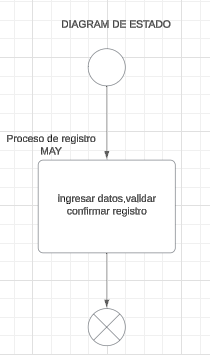 DIAGRAM DE ESTADO
Proceso de registro
MAY
ingresar datos,validar
confirmar registro